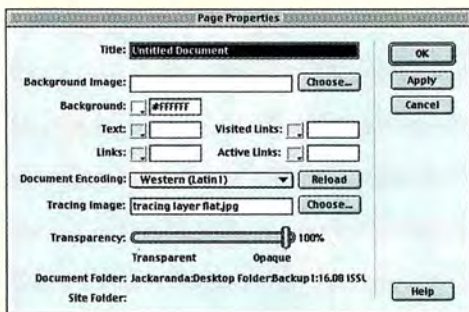 Page Properties
Title: Untitled Document
OK
Background Image: Choose...
Apply
Background: #FFFFFF
Cancel
Text: Visited Links:
Links: Active Links:
Document Encoding: Western (Latin1) Reload
Tracing Image: tracing layer flat.jpg Choose...
Transparency: 100%
Transparent Opaque
Document Folder: Jackaranda:Desktop Folder:Backup1:16.08 ISSU
Site Folder:
Help